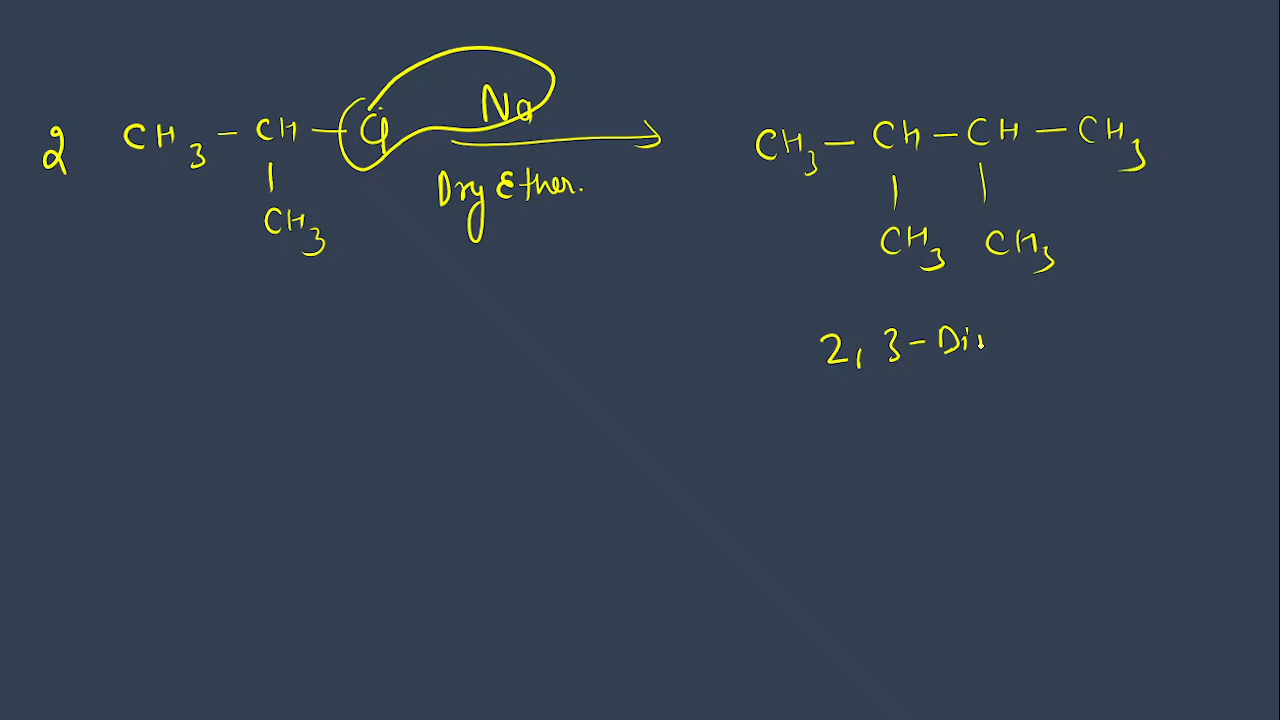 2 CH3 - CH - Cl Na CH3 - Ch - CH - CH3
Dry Ether.
CH3 CH3 CH3
2, 3 - Di